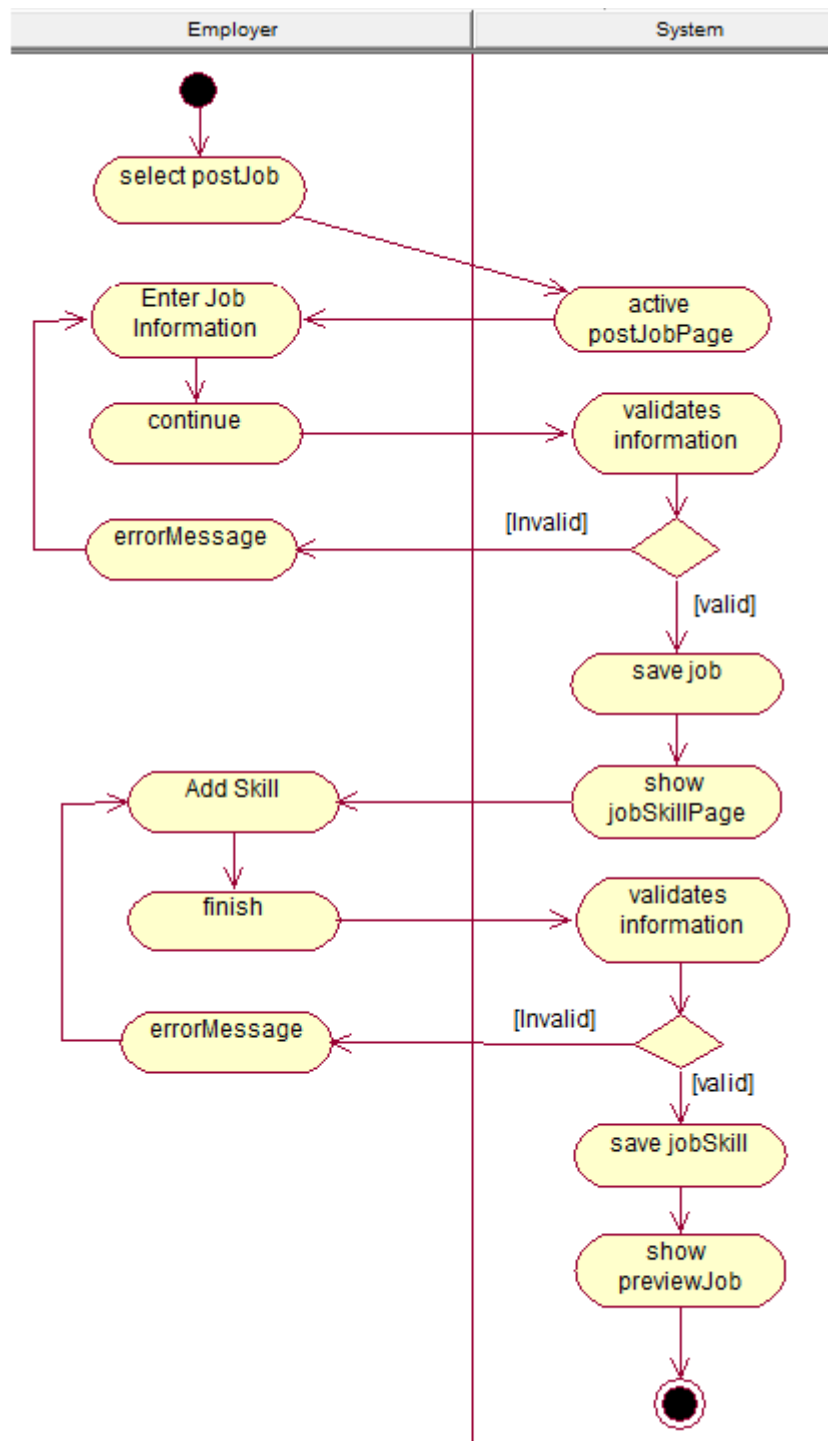 Employer
System
select postJob
Enter Job
Information
active
postJobPage
continue
validates
information
errorMessage
[Invalid]
[valid]
save job
Add Skill
show
jobSkillPage
finish
validates
information
errorMessage
[Invalid]
[valid]
save jobSkill
show
previewJob